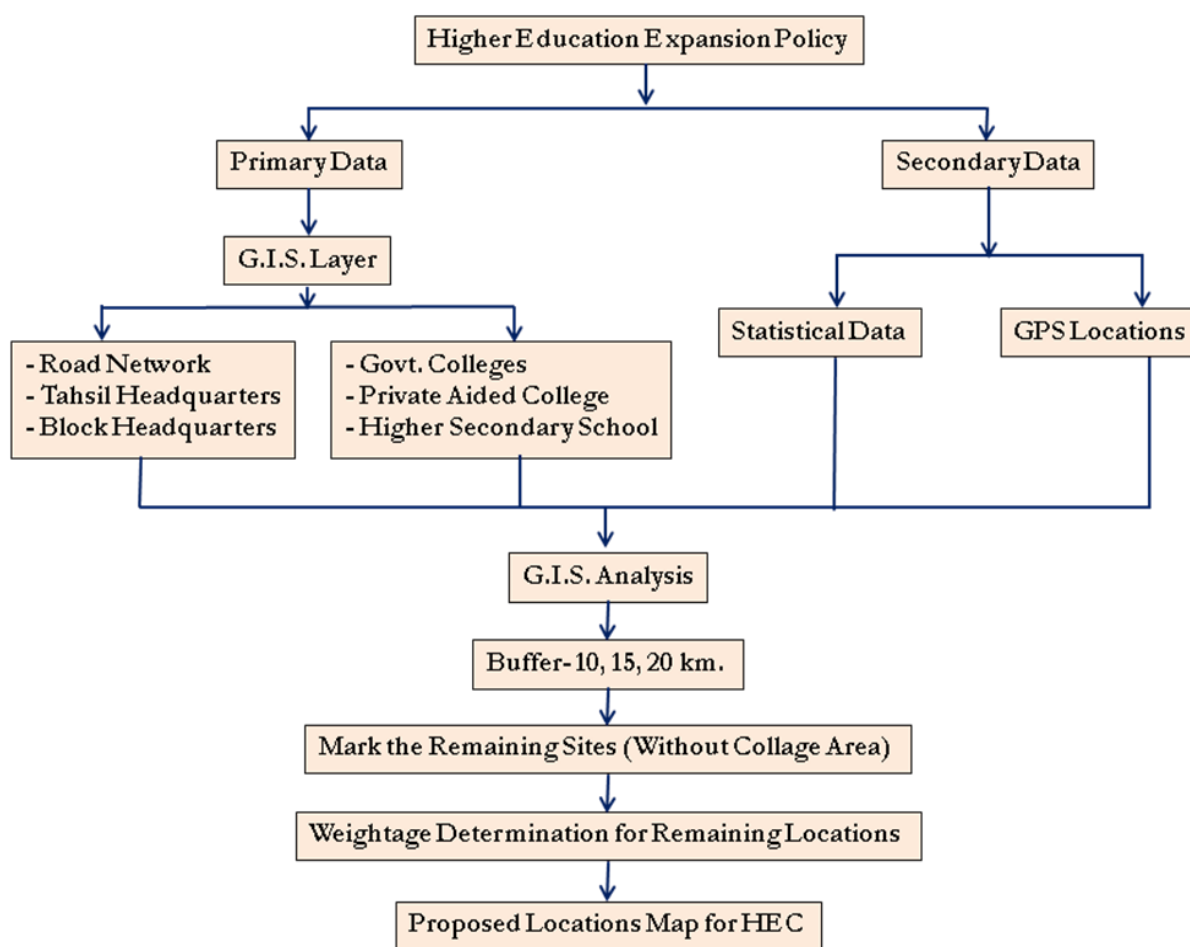 Higher Education Expansion Policy
Primary Data
Secondary Data
G.I.S. Layer
Statistical Data
GPS Locations
- Road Network
- Tahsil Headquarters
- Block Headquarters
- Govt. Colleges
- Private Aided College
- Higher Secondary School
G.I.S. Analysis
Buffer-10, 15, 20 km.
Mark the Remaining Sites (Without Collage Area)
Weightage Determination for Remaining Locations
Proposed Locations Map for HEC